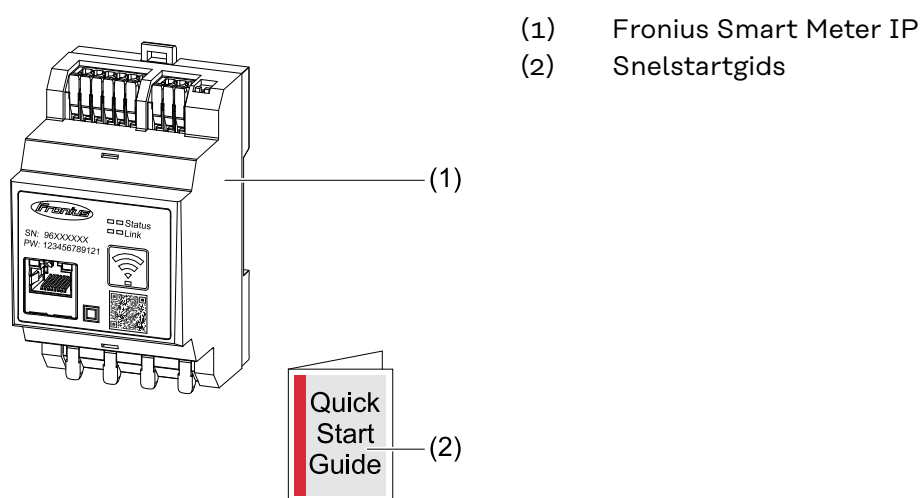 (1) Fronius Smart Meter IP
(2) Snelstartgids
(1)
Fronius
Status
Link
SN: 96XXXXXX
PW: 123456789121
Quick
Start
Guide
(2)